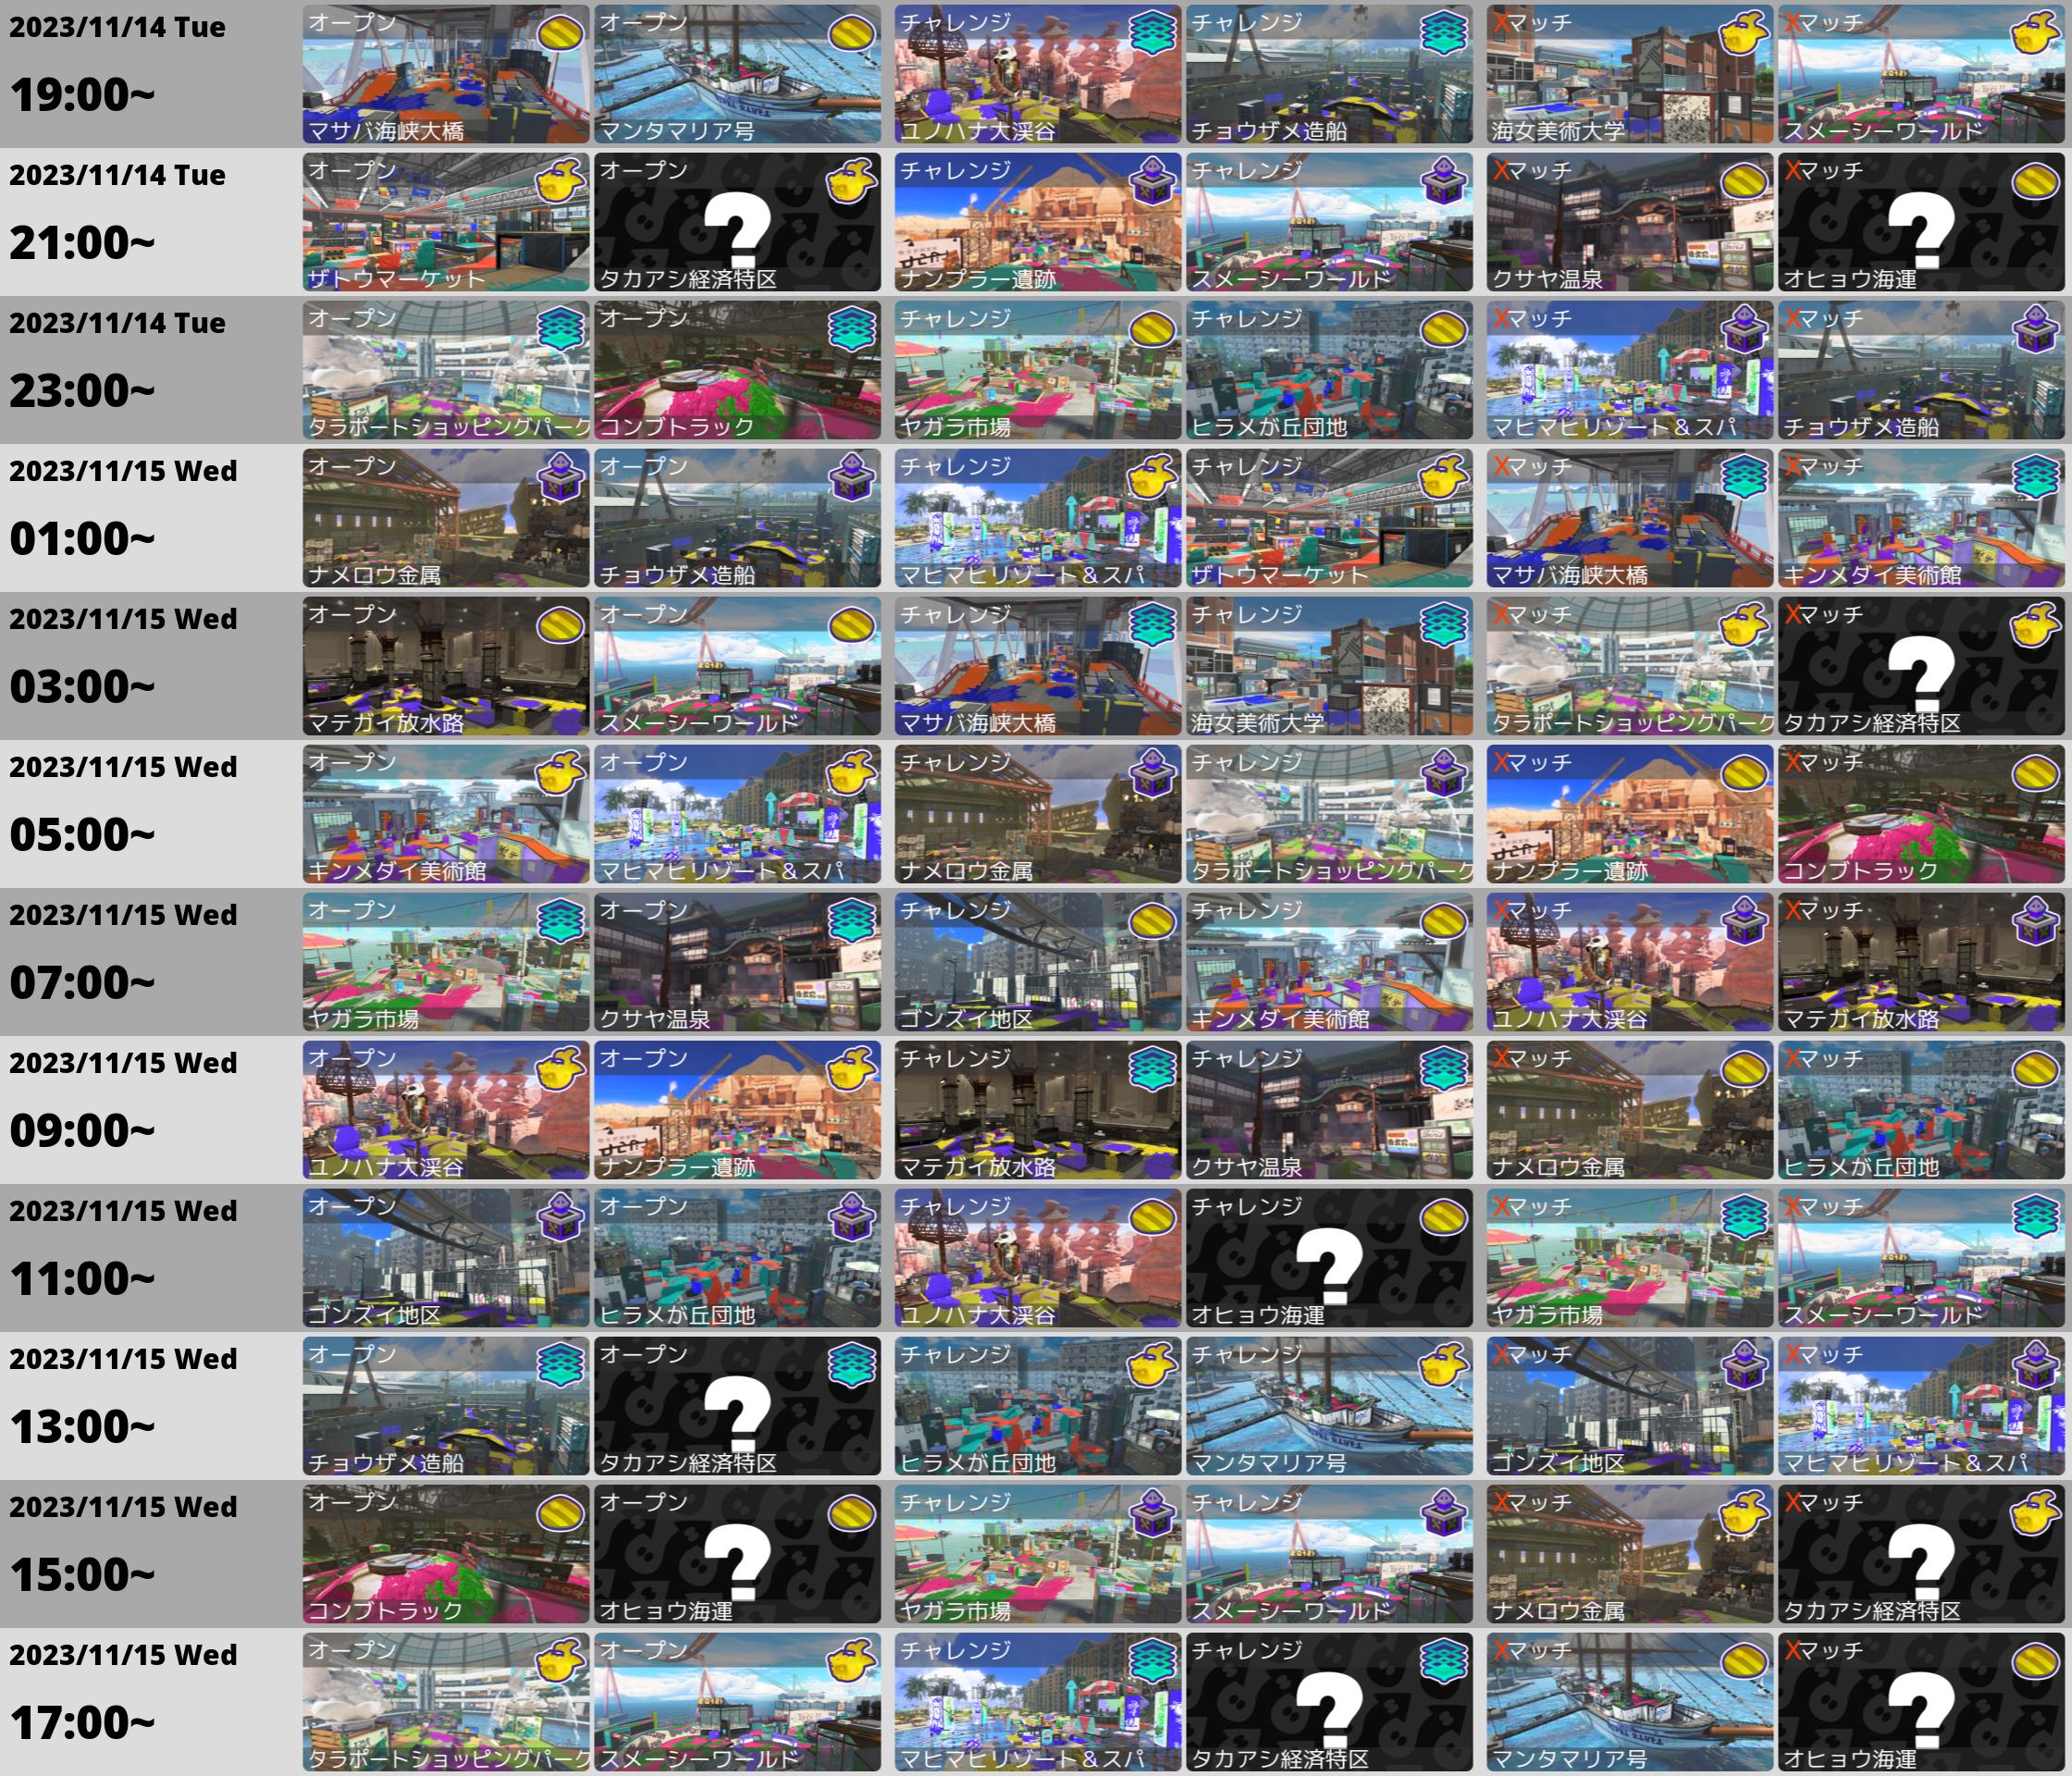 2023/11/14 Tue
19:00~
オープン
マサバ海峡大橋
オープン
マンタマリア号
チャレンジ
ユノハナ大渓谷
チャレンジ
チョウザメ造船
Xマッチ
海女美術大学
Xマッチ
スメーシーワールド
2023/11/14 Tue
21:00~
オープン
ザトウマーケット
オープン
?
タカアシ経済特区
チャレンジ
ナンプラー遺跡
チャレンジ
スメーシーワールド
Xマッチ
クサヤ温泉
Xマッチ
?
オヒョウ海運
2023/11/14 Tue
23:00~
オープン
タラポートショッピングパーク
オープン
コンブトラック
チャレンジ
ヤガラ市場
チャレンジ
ヒラメが丘団地
Xマッチ
マヒマヒリゾート&スパ
Xマッチ
チョウザメ造船
2023/11/15 Wed
01:00~
オープン
ナメロウ金属
オープン
チョウザメ造船
チャレンジ
マヒマヒリゾート&スパ
チャレンジ
ザトウマーケット
Xマッチ
マサバ海峡大橋
Xマッチ
キンメダイ美術館
2023/11/15 Wed
03:00~
オープン
マテガイ放水路
オープン
スメーシーワールド
チャレンジ
マサバ海峡大橋
チャレンジ
海女美術大学
Xマッチ
タラポートショッピングパーク
Xマッチ
?
タカアシ経済特区
2023/11/15 Wed
05:00~
オープン
キンメダイ美術館
オープン
マヒマヒリゾート&スパ
チャレンジ
ナメロウ金属
チャレンジ
タラポートショッピングパーク
Xマッチ
ナンプラー遺跡
Xマッチ
コンブトラック
2023/11/15 Wed
07:00~
オープン
ヤガラ市場
オープン
クサヤ温泉
チャレンジ
ゴンズイ地区
チャレンジ
キンメダイ美術館
Xマッチ
ユノハナ大渓谷
Xマッチ
マテガイ放水路
2023/11/15 Wed
09:00~
オープン
ユノハナ大渓谷
オープン
ナンプラー遺跡
チャレンジ
マテガイ放水路
チャレンジ
クサヤ温泉
Xマッチ
ナメロウ金属
Xマッチ
ヒラメが丘団地
2023/11/15 Wed
11:00~
オープン
ゴンズイ地区
オープン
ヒラメが丘団地
チャレンジ
ユノハナ大渓谷
チャレンジ
?
オヒョウ海運
Xマッチ
ヤガラ市場
Xマッチ
スメーシーワールド
2023/11/15 Wed
13:00~
オープン
チョウザメ造船
オープン
?
タカアシ経済特区
チャレンジ
ヒラメが丘団地
チャレンジ
マンタマリア号
Xマッチ
ゴンズイ地区
Xマッチ
マヒマヒリゾート&スパ
2023/11/15 Wed
15:00~
オープン
コンブトラック
オープン
?
オヒョウ海運
チャレンジ
ヤガラ市場
チャレンジ
スメーシーワールド
Xマッチ
ナメロウ金属
Xマッチ
?
タカアシ経済特区
2023/11/15 Wed
17:00~
オープン
タラポートショッピングパーク
オープン
スメーシーワールド
チャレンジ
マヒマヒリゾート&スパ
チャレンジ
?
タカアシ経済特区
Xマッチ
マンタマリア号
Xマッチ
?
オヒョウ海運